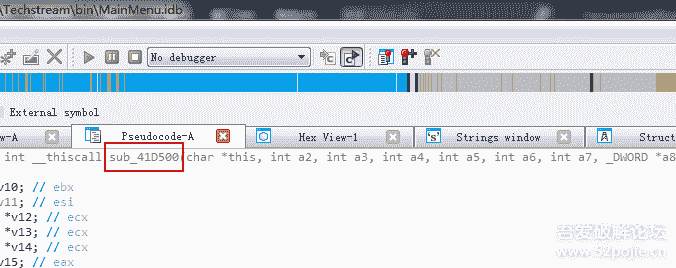 \Techstream\bin\MainMenu.idb
No debugger
External symbol
w-A
Pseudocode-A
Hex View-1
's'
Strings window
A
Struct
int __thiscall sub_41D500(char *this, int a2, int a3, int a4, int a5, int a6, int a7, _DWORD *a8
v10; // ebx
v11; // esi
*v12; // ecx
*v13; // ecx
*v14; // ecx
v15; // eax
吾爱破解论坛
www.52pojie.cn